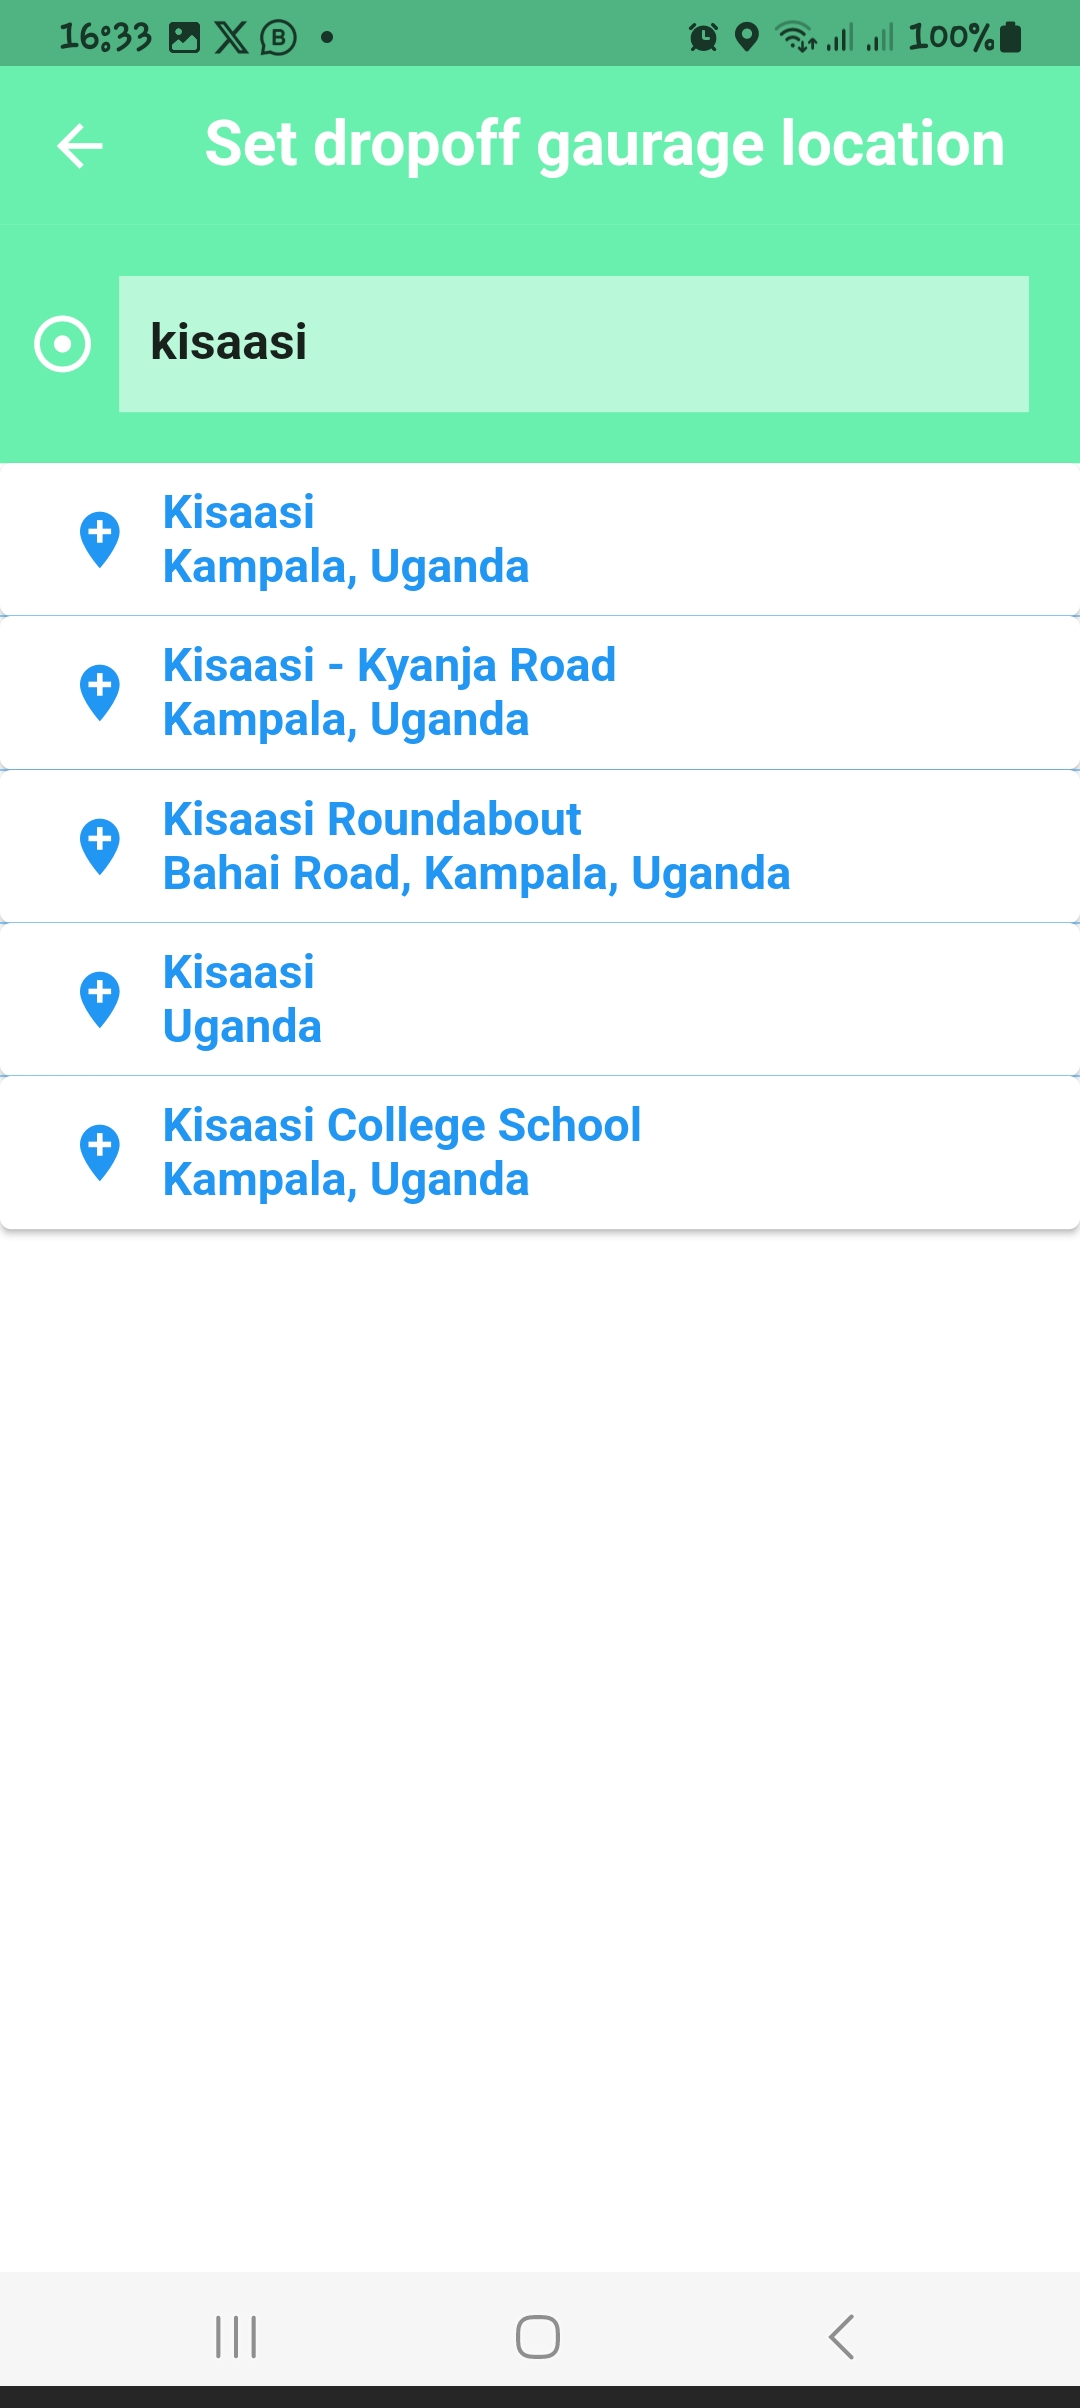 16:33
100%
Set dropoff gaurage location
kisaasi
Kisaasi
Kampala, Uganda
Kisaasi - Kyanja Road
Kampala, Uganda
Kisaasi Roundabout
Bahai Road, Kampala, Uganda
Kisaasi
Uganda
Kisaasi College School
Kampala, Uganda